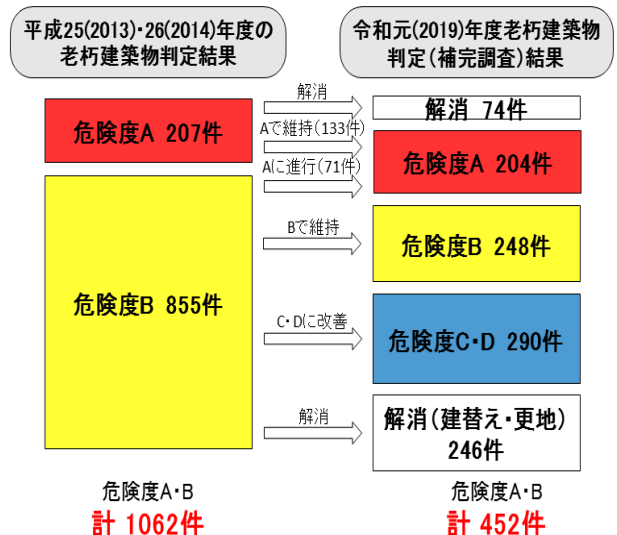 平成25(2013)・26(2014)年度の
老朽建築物判定結果
令和元(2019)年度老朽建築物
判定（補完調査）結果
危険度A 207件
危険度B 855件
解消
Aで維持（133件）
Aに進行（71件）
Bで維持
C・Dに改善
解消
解消 74件
危険度A 204件
危険度B 248件
危険度C・D 290件
解消（建替え・更地）
246件
危険度A・B
計 1062件
危険度A・B
計 452件